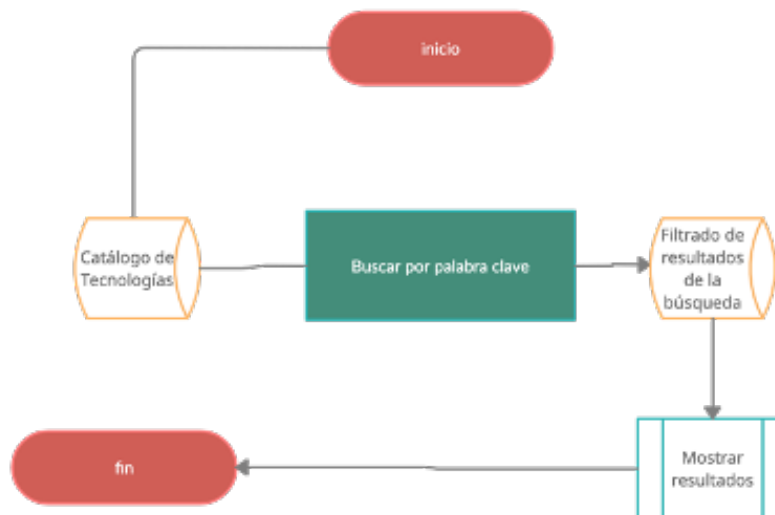 inicio
Catálogo de
Tecnologías
Buscar por palabra clave
Filtrado de
resultados
de la
búsqueda
Mostrar
resultados
fin